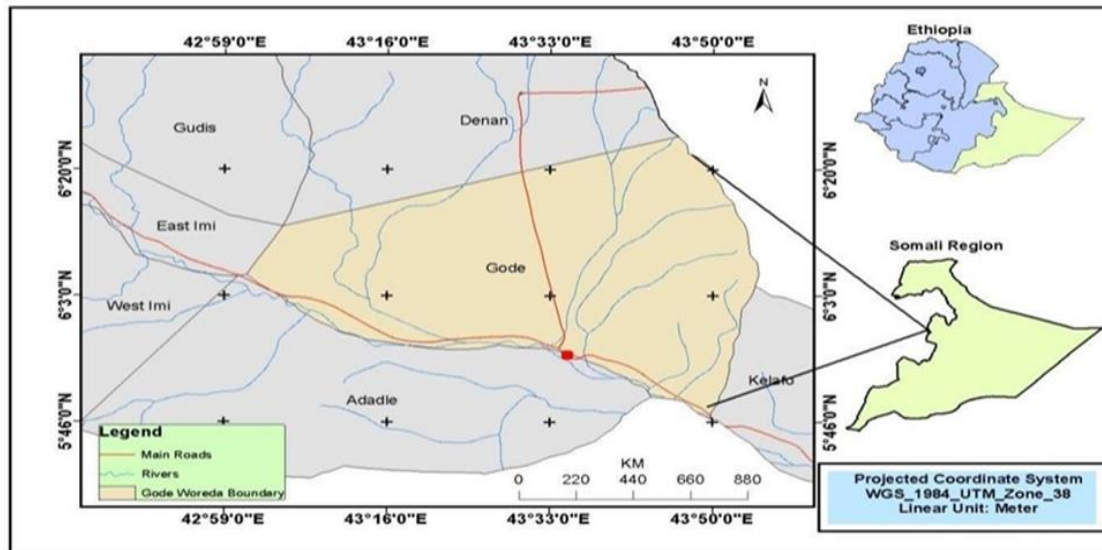 42°59'0"E 43°16'0"E 43°33'0"E 43°50'0"E
Ethiopia
N
Gudis
Denan
6°20'0"N
6°20'0"N
East Imi
Somali Region
Gode
West Imi
6°3'0"N
6°3'0"N
Kelafo
Adadle
5°46'0"N
5°46'0"N
Legend
Main Roads
Rivers
Gode Woreda Boundary
KM
0 220 440 660 880
Projected Coordinate System
WGS_1984_UTM_Zone_38
Linear Unit: Meter
42°59'0"E 43°16'0"E 43°33'0"E 43°50'0"E